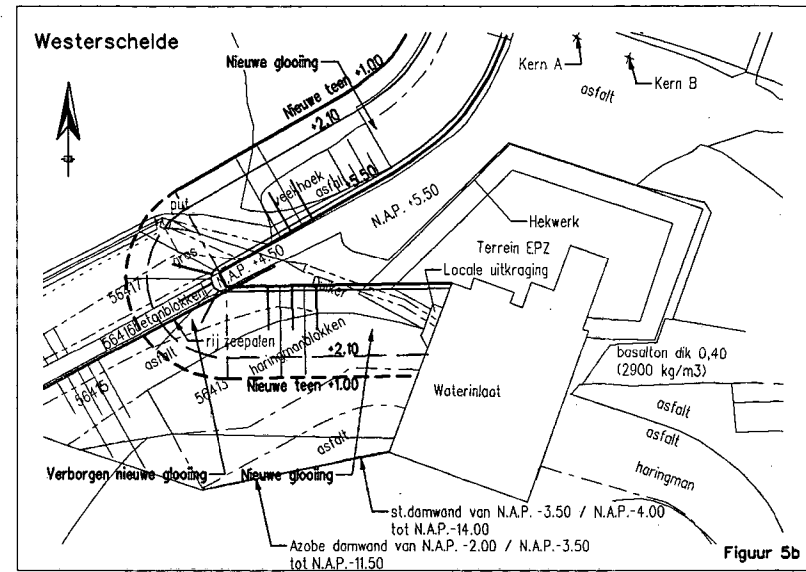 Westerschelde
Nieuwe glooiing
Kern A
Kern B
asfalt
Nieuwe teen +1.00
+2.10
veekhoek
asfalt
+5.50
put
N.A.P. +5.50
Hekwerk
gras
N.A.P. +4.50
Terrein EPZ
Locale uitkraging
56417
betonblokken
56416
rij zeepalen
haringmanblokken
asfalt
+2.10
basalton dik 0,40
(2900 kg/m3)
56415
56413
Nieuwe teen +1.00
Waterinlaat
asfalt
asfalt
asfalt
haringman
Verborgen nieuwe glooiing
Nieuwe glooiing
st.damwand van N.A.P. -3.50 / N.A.P.-4.00
tot N.A.P.-14.00
Azobe damwand van N.A.P. -2.00 / N.A.P.-3.50
tot N.A.P.-11.50
Figuur 5b